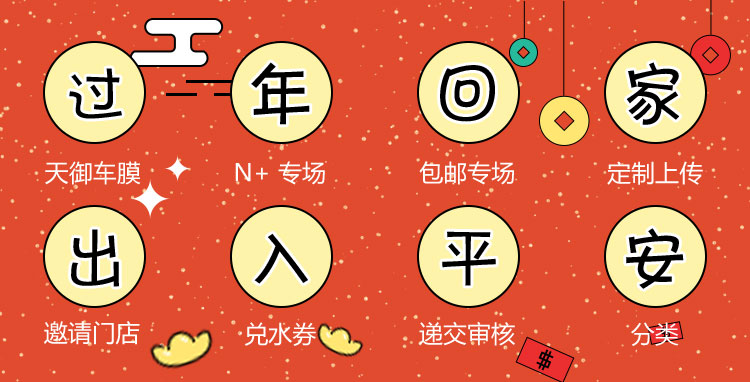 过 年 回 家
天御车膜 N+ 专场 包邮专场 定制上传
出 入 平 安
邀请门店 兑水券 递交审核 分类